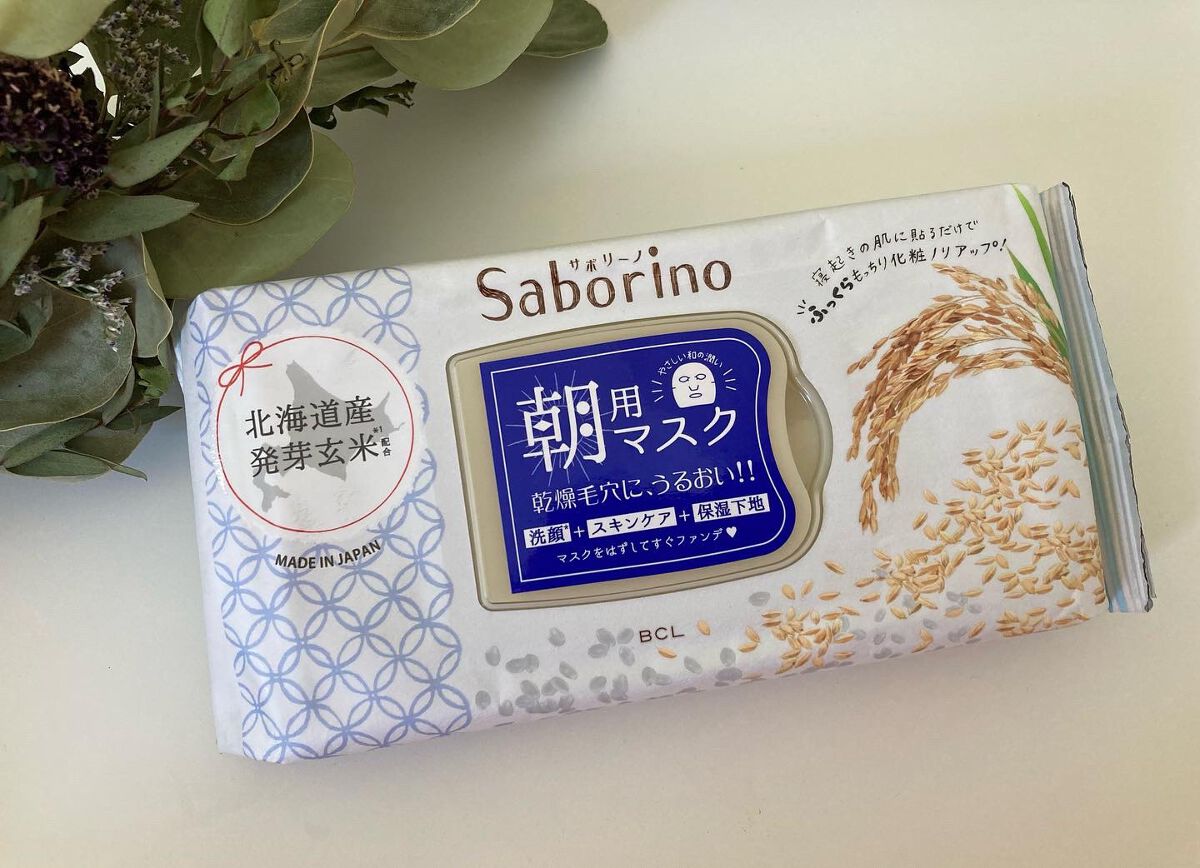 サボリーノ
Saborino
寝起きの肌に貼るだけで
ふっくらもっちり化粧ノリアップ!
北海道産
発芽玄米※1配合
MADE IN JAPAN
やさしい和の潤い
朝用
マスク
乾燥毛穴に、うるおい!!
洗顔*+スキンケア+保湿下地
マスクをはずしてすぐファンデ♥
BCL